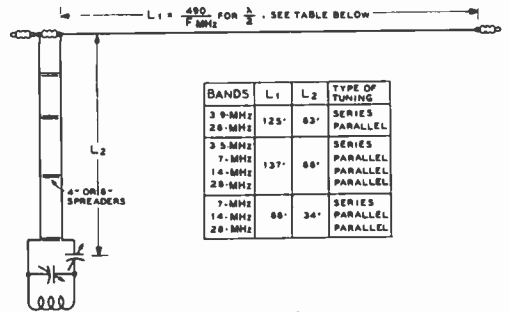 L1 = 490 / F MHz FOR λ / 2 . SEE TABLE BELOW
L2
4" OR 6"
SPREADERS
BANDS L1 L2 TYPE OF TUNING
3.9-MHz 125' 63' SERIES
28-MHz PARALLEL
3.5-MHz SERIES
7-MHz 137' 68' PARALLEL
14-MHz PARALLEL
28-MHz PARALLEL
7-MHz SERIES
14-MHz 68' 34' PARALLEL
28-MHz PARALLEL